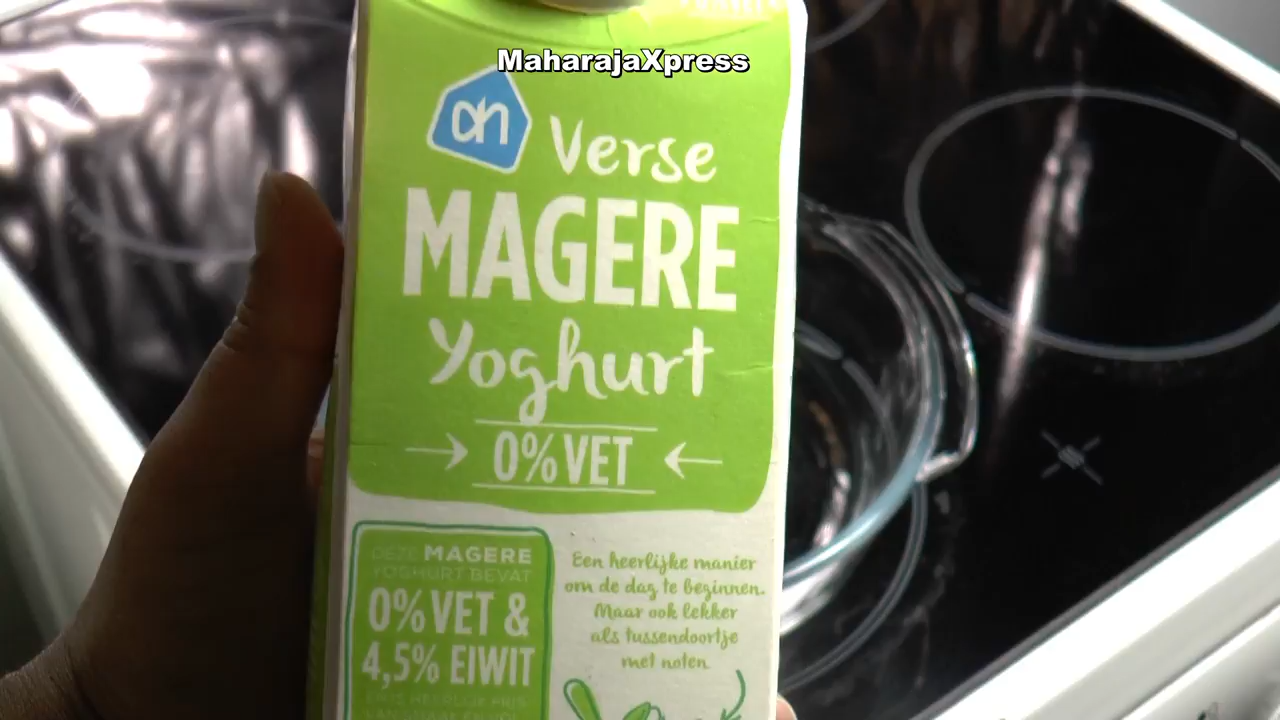 MaharajaXpress
ah Verse
MAGERE
Yoghurt
0% VET
DEZE MAGERE
YOGHURT BEVAT
0% VET &
4,5% EIWIT
Een heerlijke manier
om de dag te beginnen.
Maar ook lekker
als tussendoortje
met noten.